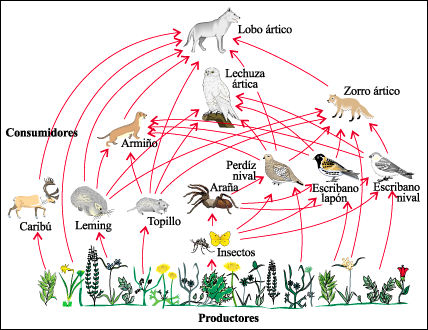 Lobo ártico
Lechuza
ártica
Zorro ártico
Consumidores
Armiño
Perdíz
nival
Araña
Escribano
lapón
Escribano
nival
Caribú
Leming
Topillo
Insectos
Productores